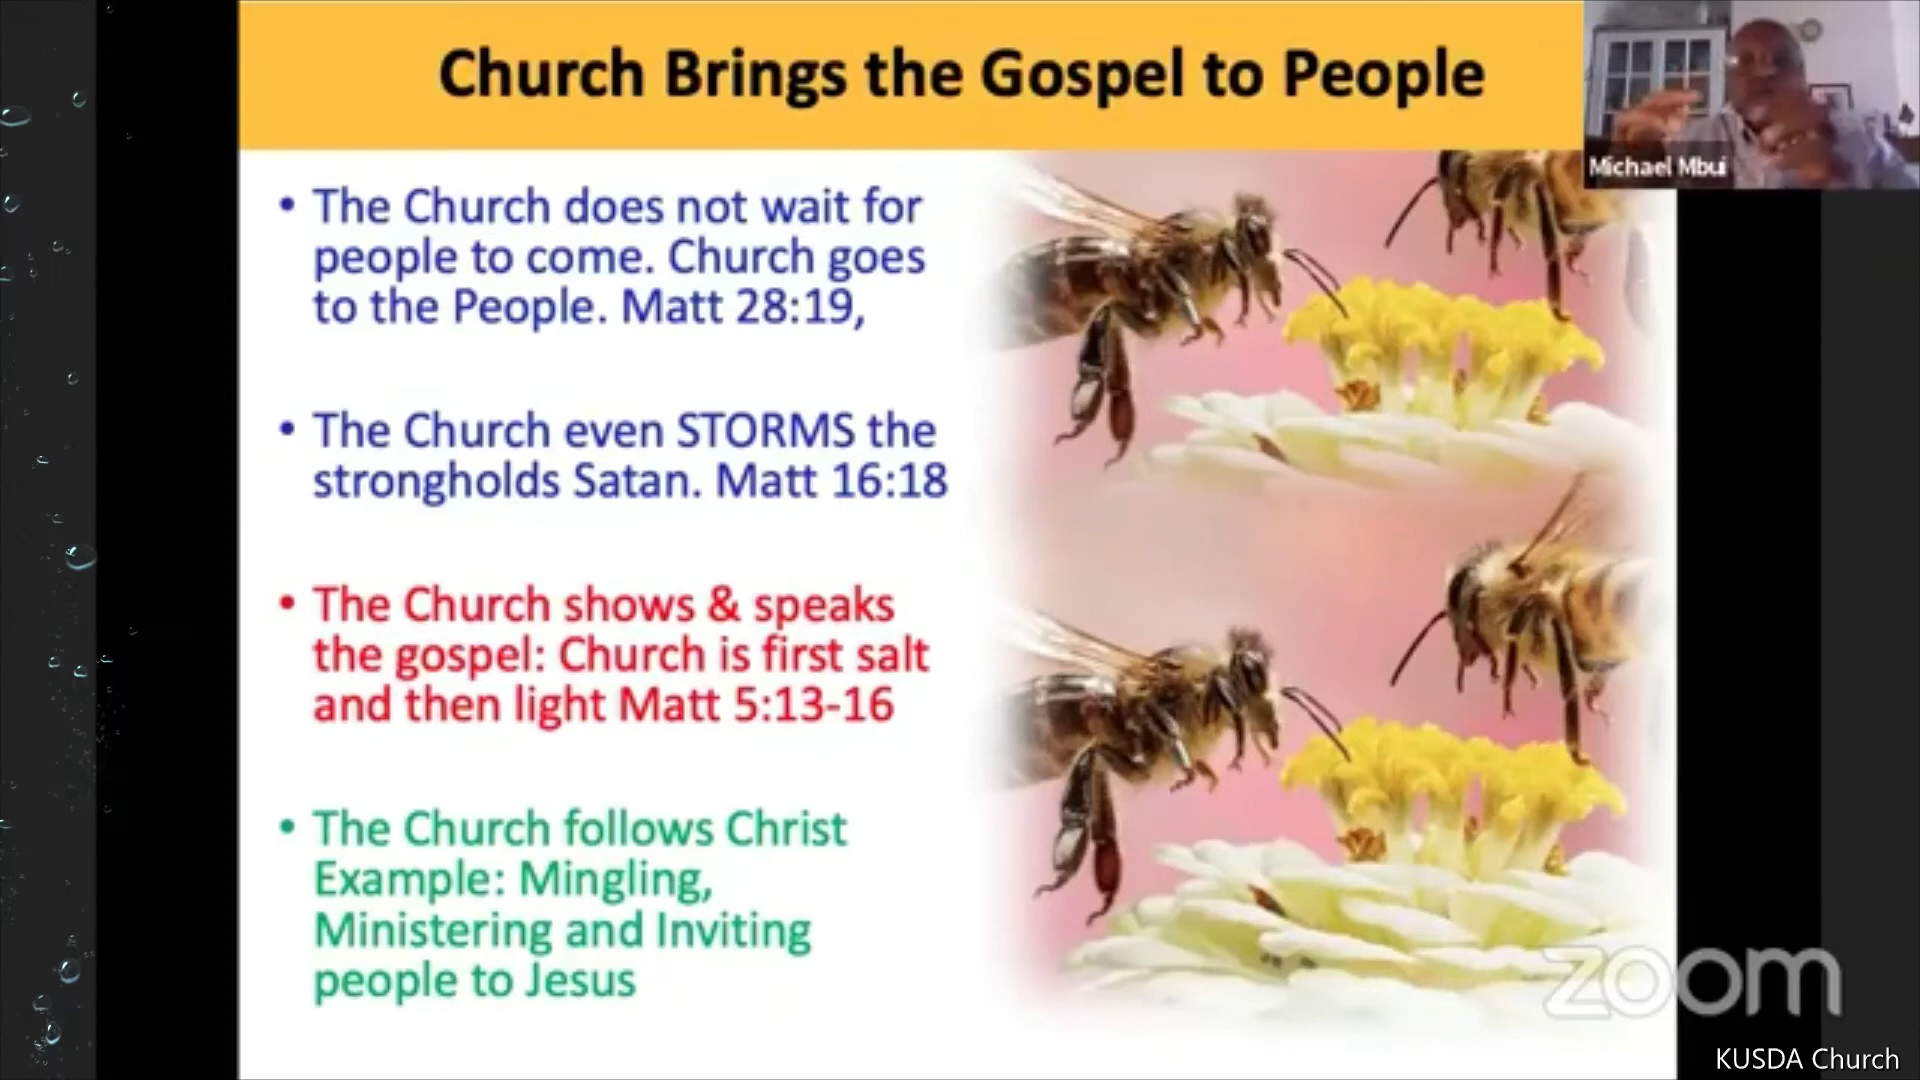 Church Brings the Gospel to People
Michael Mbui
• The Church does not wait for
people to come. Church goes
to the People. Matt 28:19,
• The Church even STORMS the
strongholds Satan. Matt 16:18
• The Church shows & speaks
the gospel: Church is first salt
and then light Matt 5:13-16
• The Church follows Christ
Example: Mingling,
Ministering and Inviting
people to Jesus
zoom
KUSDA Church